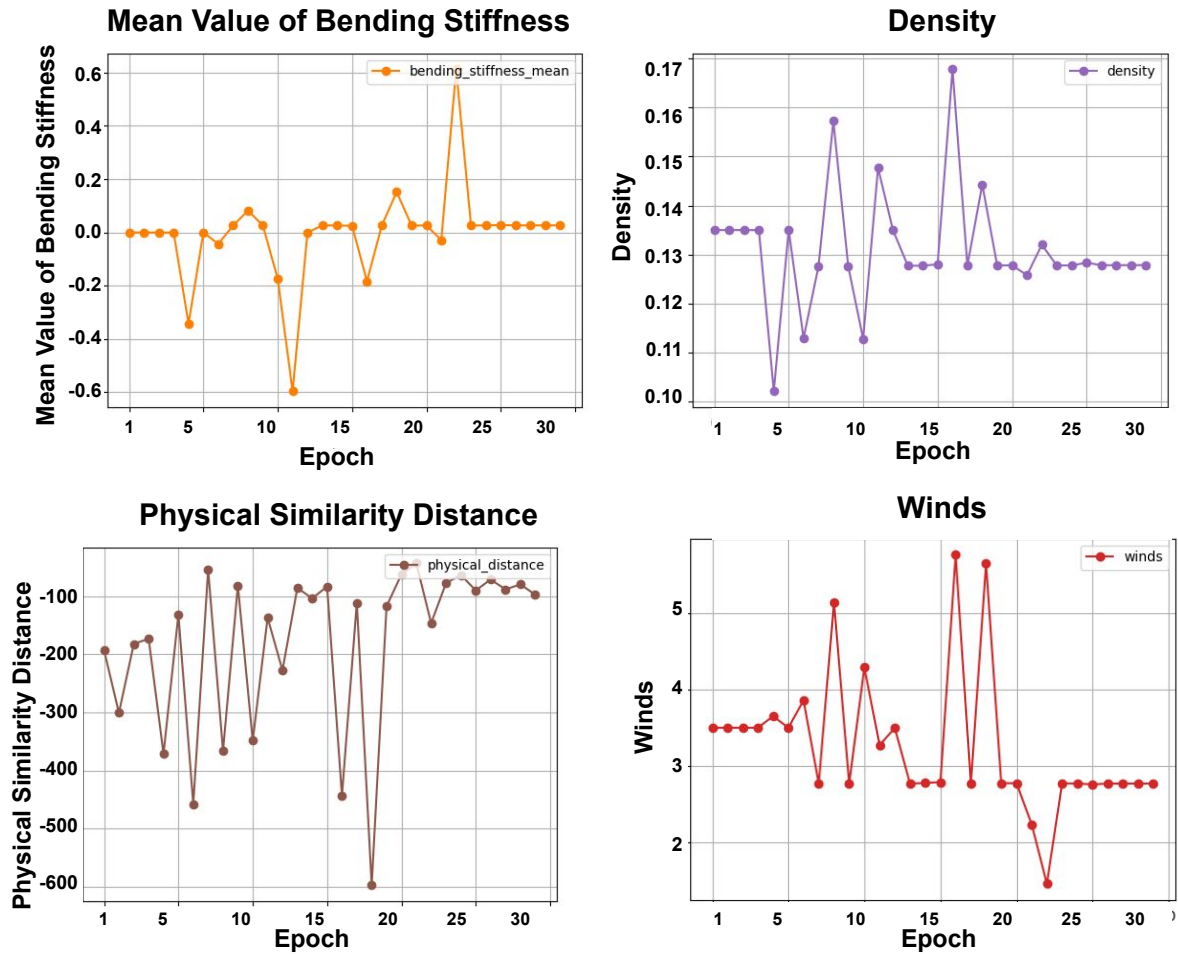 Mean Value of Bending Stiffness
Mean Value of Bending Stiffness
0.6
0.4
0.2
0.0
-0.2
-0.4
-0.6
bending_stiffness_mean
1 5 10 15 20 25 30
Epoch
Density
Density
0.17
0.16
0.15
0.14
0.13
0.12
0.11
0.10
density
1 5 10 15 20 25 30
Epoch
Physical Similarity Distance
Physical Similarity Distance
-100
-200
-300
-400
-500
-600
physical_distance
1 5 10 15 20 25 30
Epoch
Winds
Winds
5
4
3
2
winds
1 5 10 15 20 25 30
Epoch